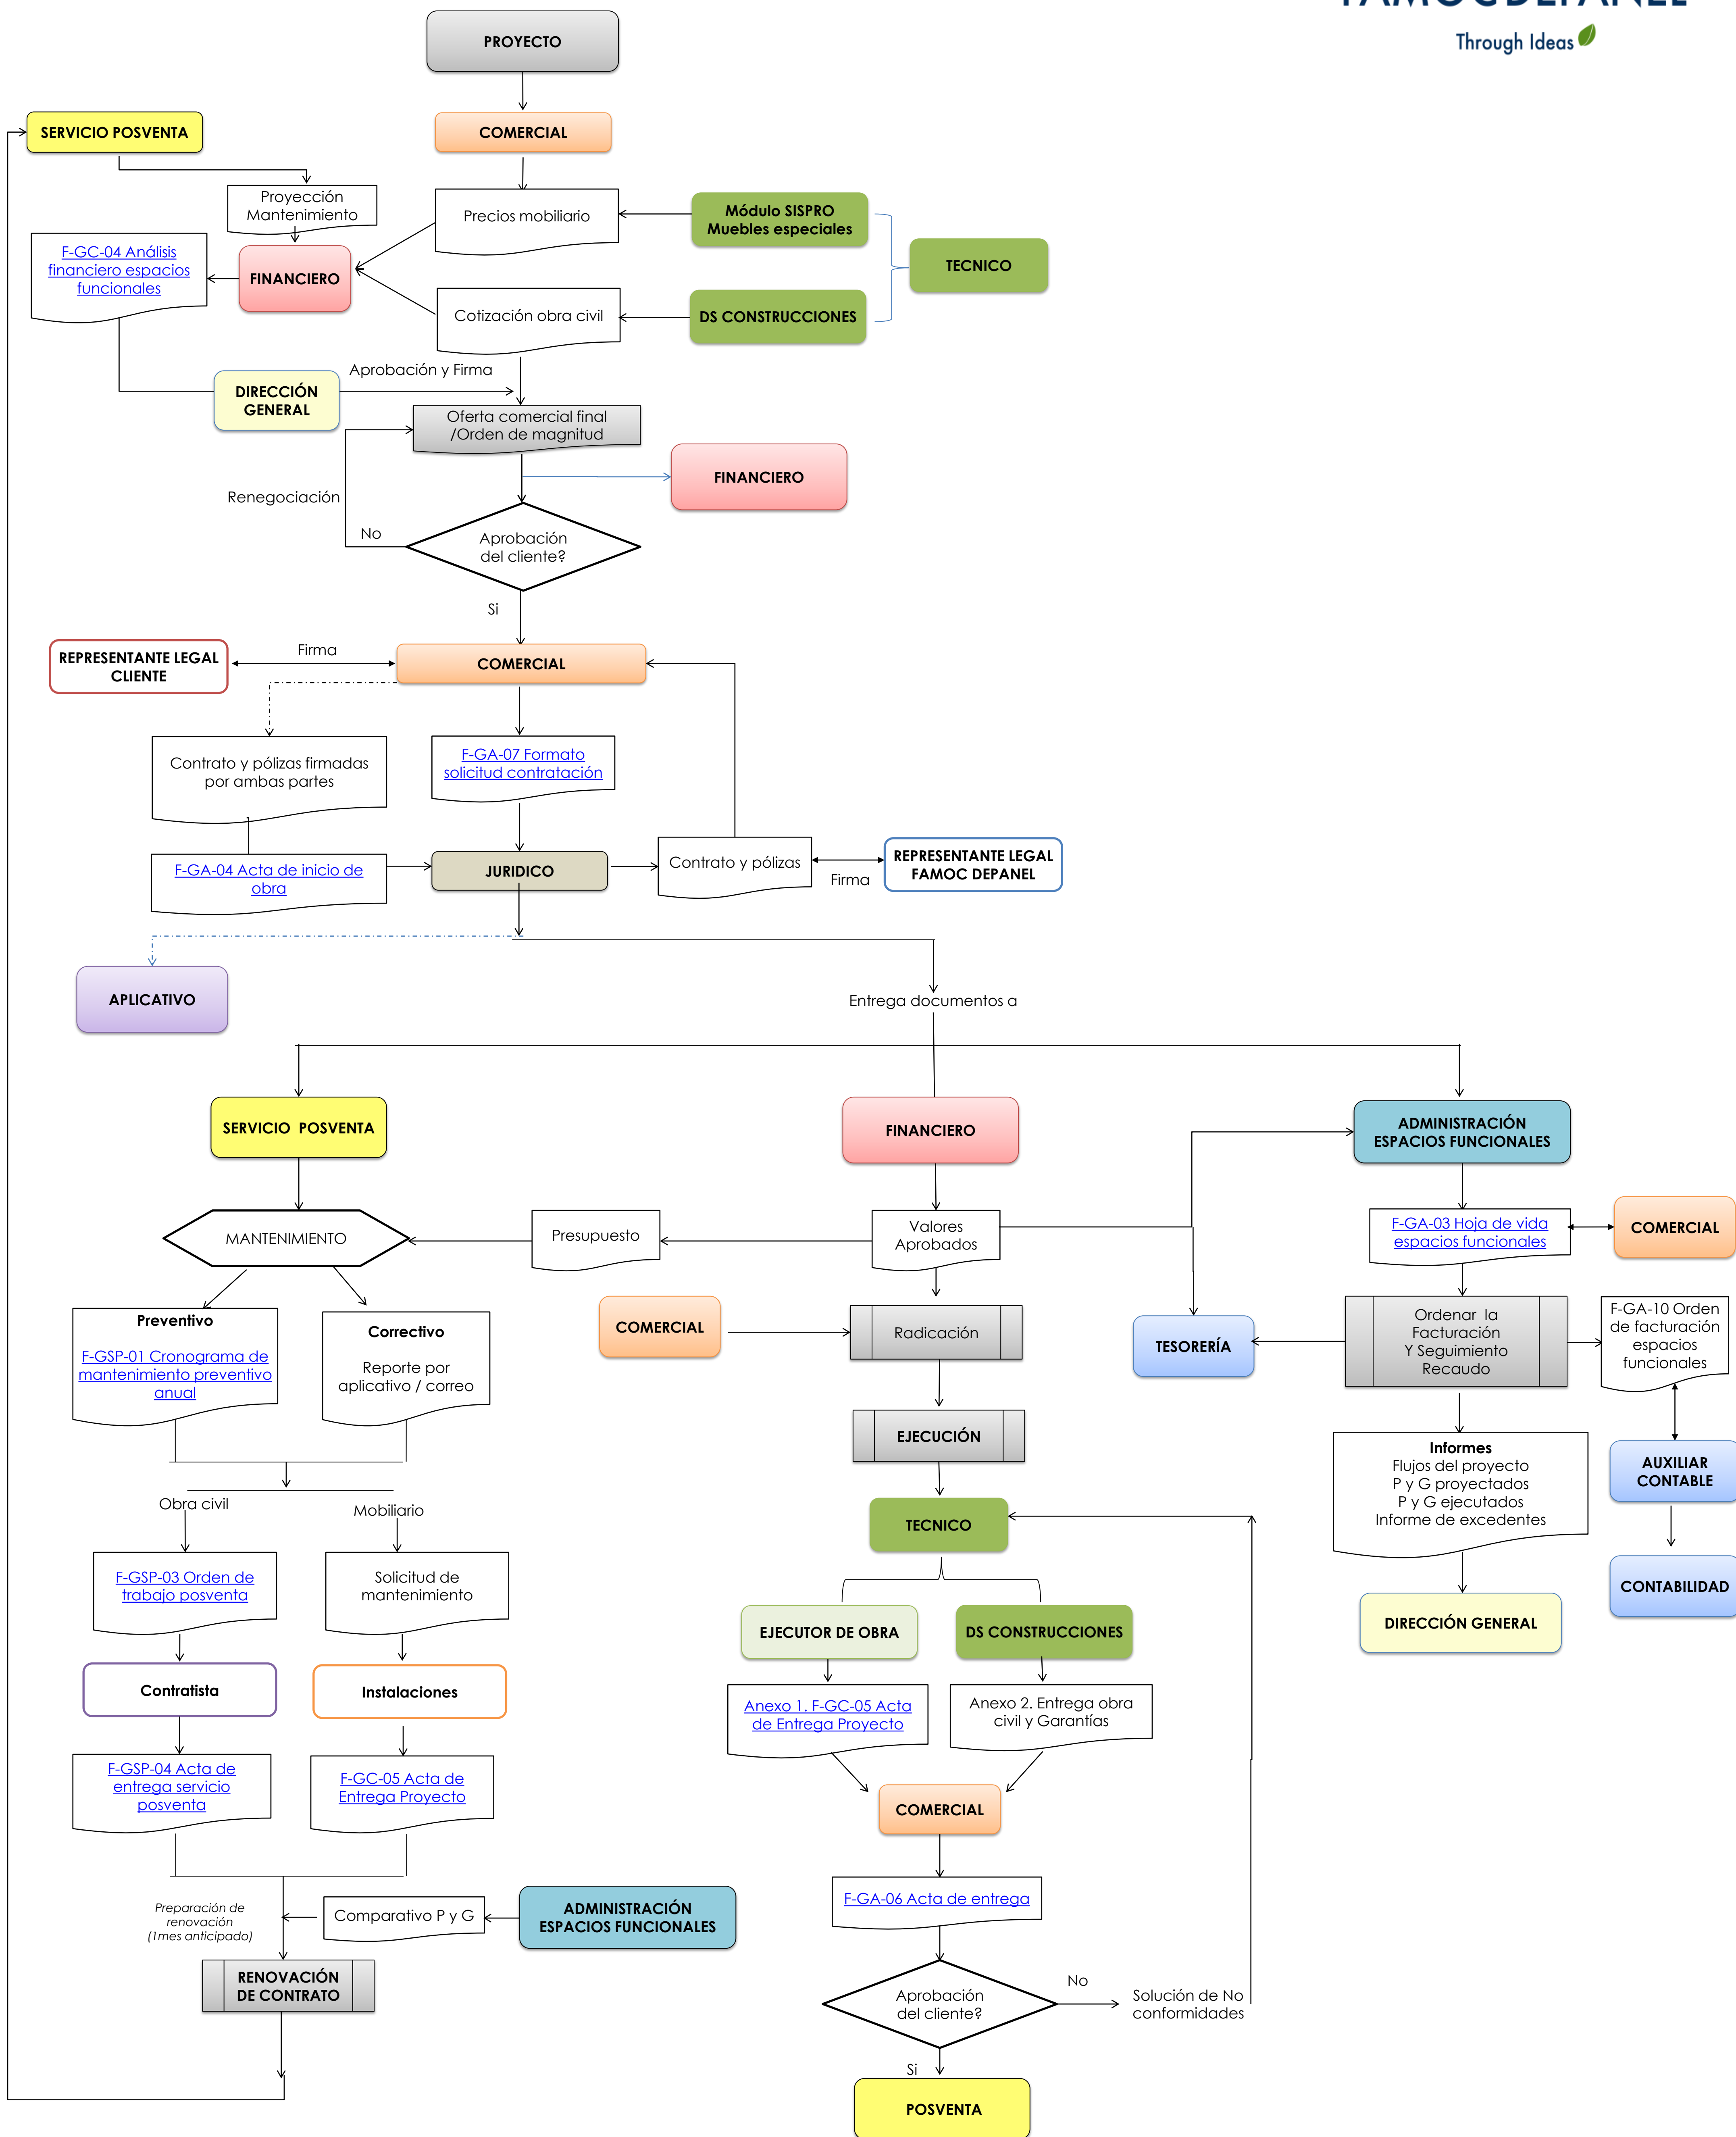 FAMOCDEPANEL
Through Ideas
PROYECTO
SERVICIO POSVENTA
COMERCIAL
Proyección
Mantenimiento
Precios mobiliario
Módulo SISPRO
Muebles especiales
TECNICO
F-GC-04 Análisis
financiero espacios
funcionales
FINANCIERO
Cotización obra civil
DS CONSTRUCCIONES
Aprobación y Firma
DIRECCIÓN
GENERAL
Oferta comercial final
/Orden de magnitud
FINANCIERO
Renegociación
No
Aprobación
del cliente?
Si
REPRESENTANTE LEGAL
CLIENTE
Firma
COMERCIAL
Contrato y pólizas firmadas
por ambas partes
F-GA-07 Formato
solicitud contratación
F-GA-04 Acta de inicio de
obra
JURIDICO
Contrato y pólizas
Firma
REPRESENTANTE LEGAL
FAMOC DEPANEL
APLICATIVO
Entrega documentos a
SERVICIO  POSVENTA
FINANCIERO
ADMINISTRACIÓN
ESPACIOS FUNCIONALES
MANTENIMIENTO
Presupuesto
Valores
Aprobados
F-GA-03 Hoja de vida
espacios funcionales
COMERCIAL
Preventivo
F-GSP-01 Cronograma de
mantenimiento preventivo
anual
Correctivo
Reporte por
aplicativo / correo
COMERCIAL
Radicación
TESORERÍA
Ordenar  la
Facturación
Y Seguimiento
Recaudo
F-GA-10 Orden
de facturación
espacios
funcionales
EJECUCIÓN
Informes
Flujos del proyecto
P y G proyectados
P y G ejecutados
Informe de excedentes
AUXILIAR
CONTABLE
Obra civil
Mobiliario
TECNICO
F-GSP-03 Orden de
trabajo posventa
Solicitud de
mantenimiento
CONTABILIDAD
EJECUTOR DE OBRA
DS CONSTRUCCIONES
DIRECCIÓN GENERAL
Contratista
Instalaciones
Anexo 1. F-GC-05 Acta
de Entrega Proyecto
Anexo 2. Entrega obra
civil y Garantías
F-GSP-04 Acta de
entrega servicio
posventa
F-GC-05 Acta de
Entrega Proyecto
COMERCIAL
Preparación de
renovación
(1mes anticipado)
Comparativo P y G
ADMINISTRACIÓN
ESPACIOS FUNCIONALES
F-GA-06 Acta de entrega
RENOVACIÓN
DE CONTRATO
Aprobación
del cliente?
No
Solución de No
conformidades
Si
POSVENTA